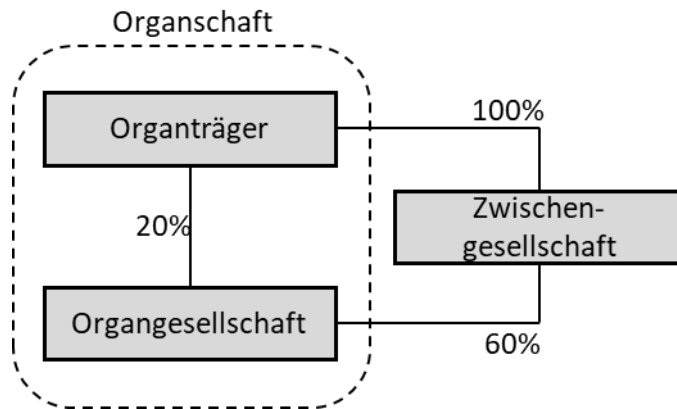 Organschaft
Organträger
100%
Zwischen-
gesellschaft
20%
Organgesellschaft
60%